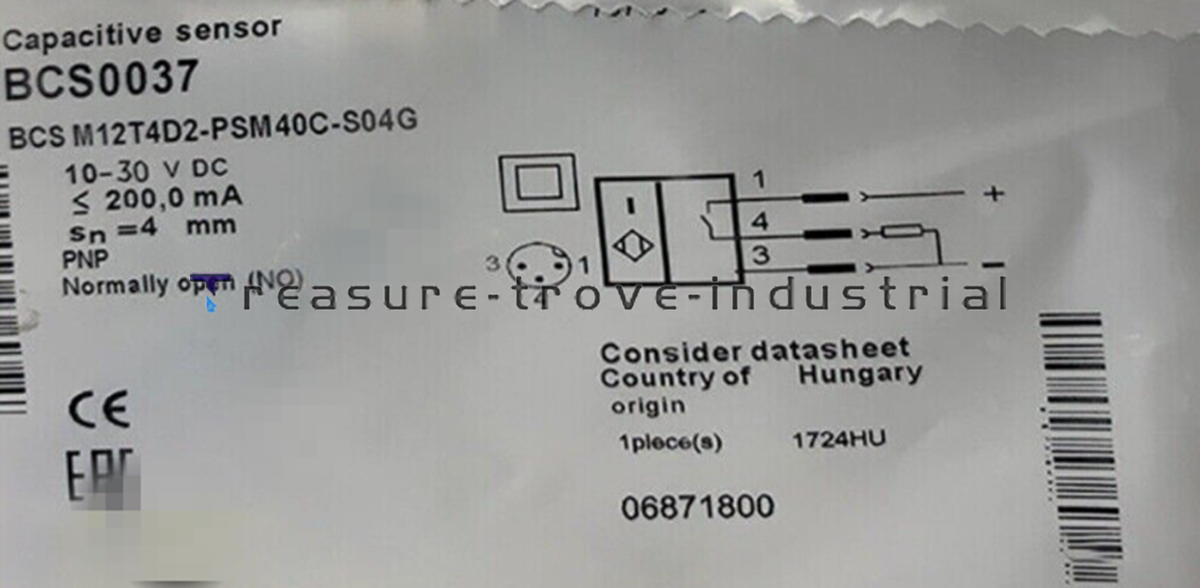 Capacitive sensor
BCS0037
BCS M12T4D2-PSM40C-S04G
10-30 V DC
≤ 200,0 mA
sn =4 mm
PNP
Normally open (NO)
1
+
4
3
−
3
1
4
reasure-trove-industrial
Consider datasheet
Country of Hungary
origin
1piece(s) 1724HU
06871800
CE